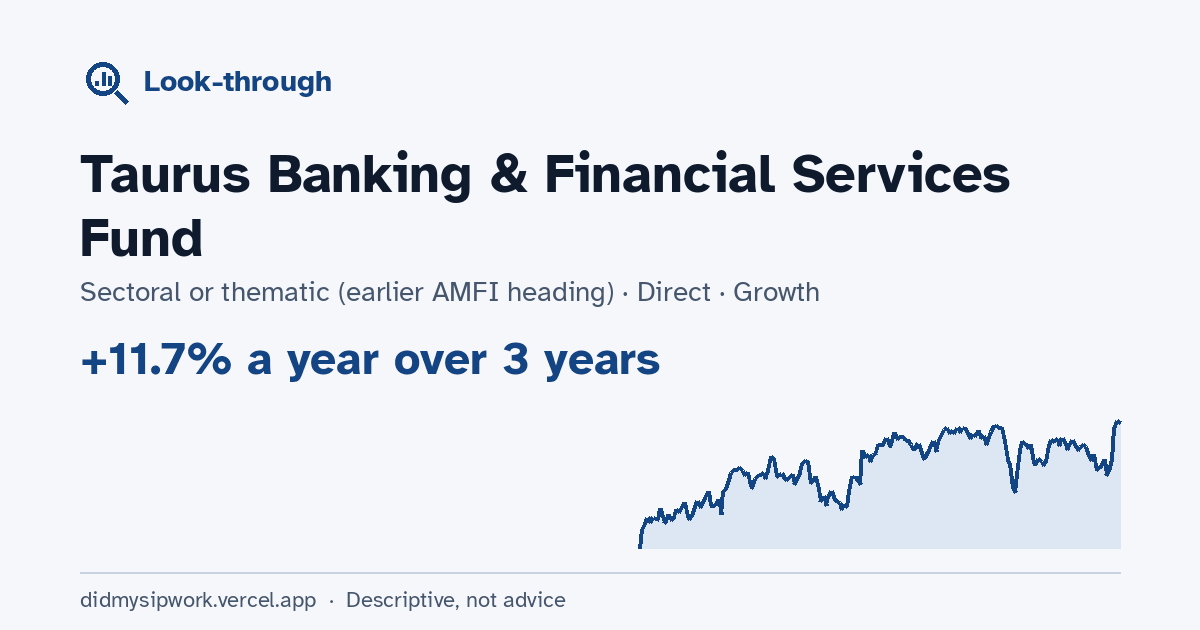 Look-through
Taurus Banking & Financial Services
Fund
Sectoral or thematic (earlier AMFI heading) · Direct · Growth
+11.7% a year over 3 years
didmysipwork.vercel.app · Descriptive, not advice